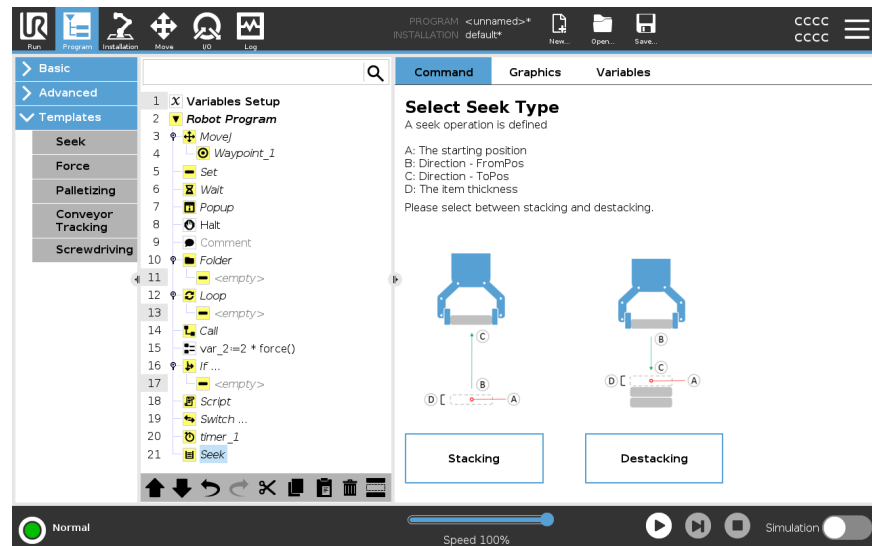 UR
PROGRAM <unnamed>*
INSTALLATION default*
CCCC
CCCC
Run
Program
Installation
Move
I/O
Log
New...
Open...
Save...
Basic
Advanced
Templates
Seek
Force
Palletizing
Conveyor
Tracking
Screwdriving
1 X Variables Setup
2 Robot Program
3 MoveJ
4 Waypoint_1
5 Set
6 Wait
7 Popup
8 Halt
9 Comment
10 Folder
11 <empty>
12 Loop
13 <empty>
14 Call
15 var_2:=2 * force()
16 If ...
17 <empty>
18 Script
19 Switch ...
20 timer_1
21 Seek
Command
Graphics
Variables
Select Seek Type
A seek operation is defined
A: The starting position
B: Direction - FromPos
C: Direction - ToPos
D: The item thickness
Please select between stacking and destacking.
C
B
D
A
B
C
D
A
Stacking
Destacking
Normal
Speed 100%
Simulation